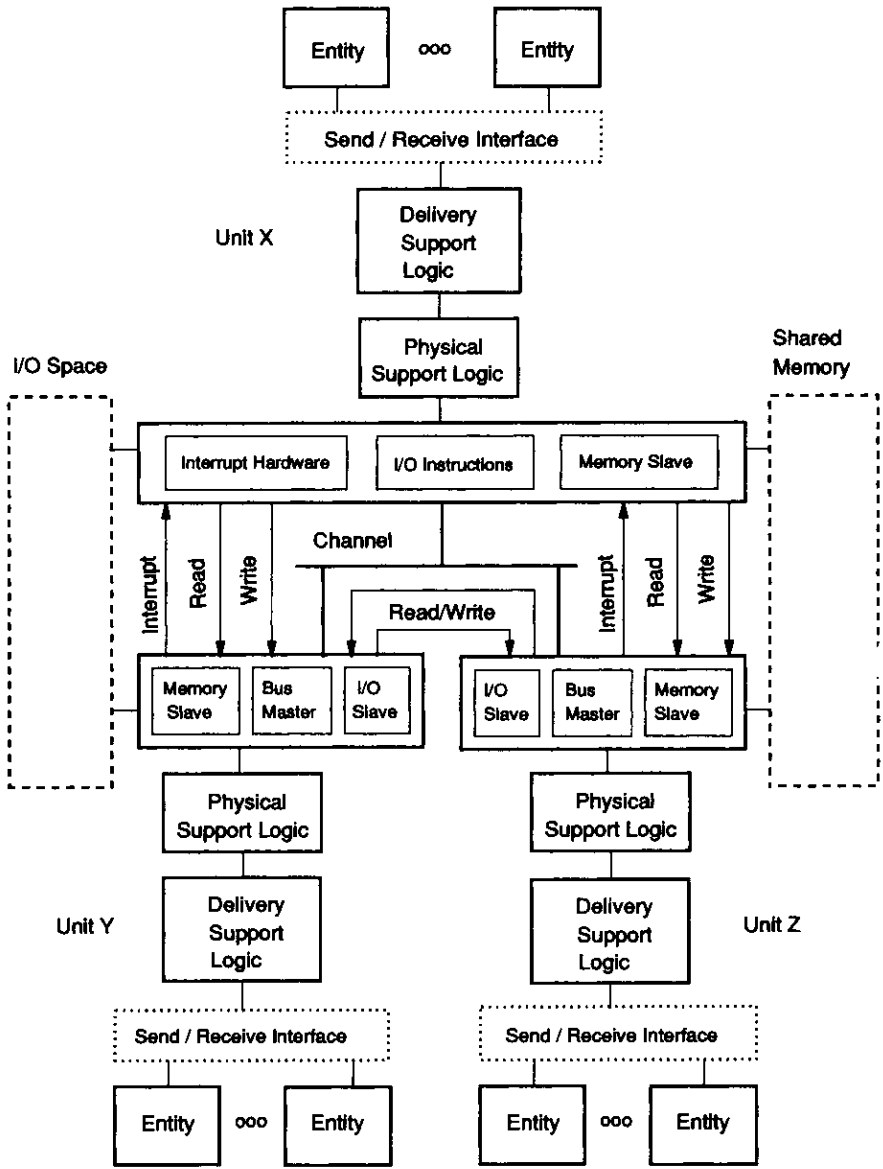 Entity ooo Entity
Send / Receive Interface
Unit X
Delivery
Support
Logic
I/O Space
Physical
Support Logic
Shared
Memory
Interrupt Hardware
I/O Instructions
Memory Slave
Channel
Interrupt
Read
Write
Read/Write
Interrupt
Read
Write
Memory
Slave
Bus
Master
I/O
Slave
I/O
Slave
Bus
Master
Memory
Slave
Physical
Support Logic
Physical
Support Logic
Unit Y
Delivery
Support
Logic
Delivery
Support
Logic
Unit Z
Send / Receive Interface
Send / Receive Interface
Entity ooo Entity
Entity ooo Entity